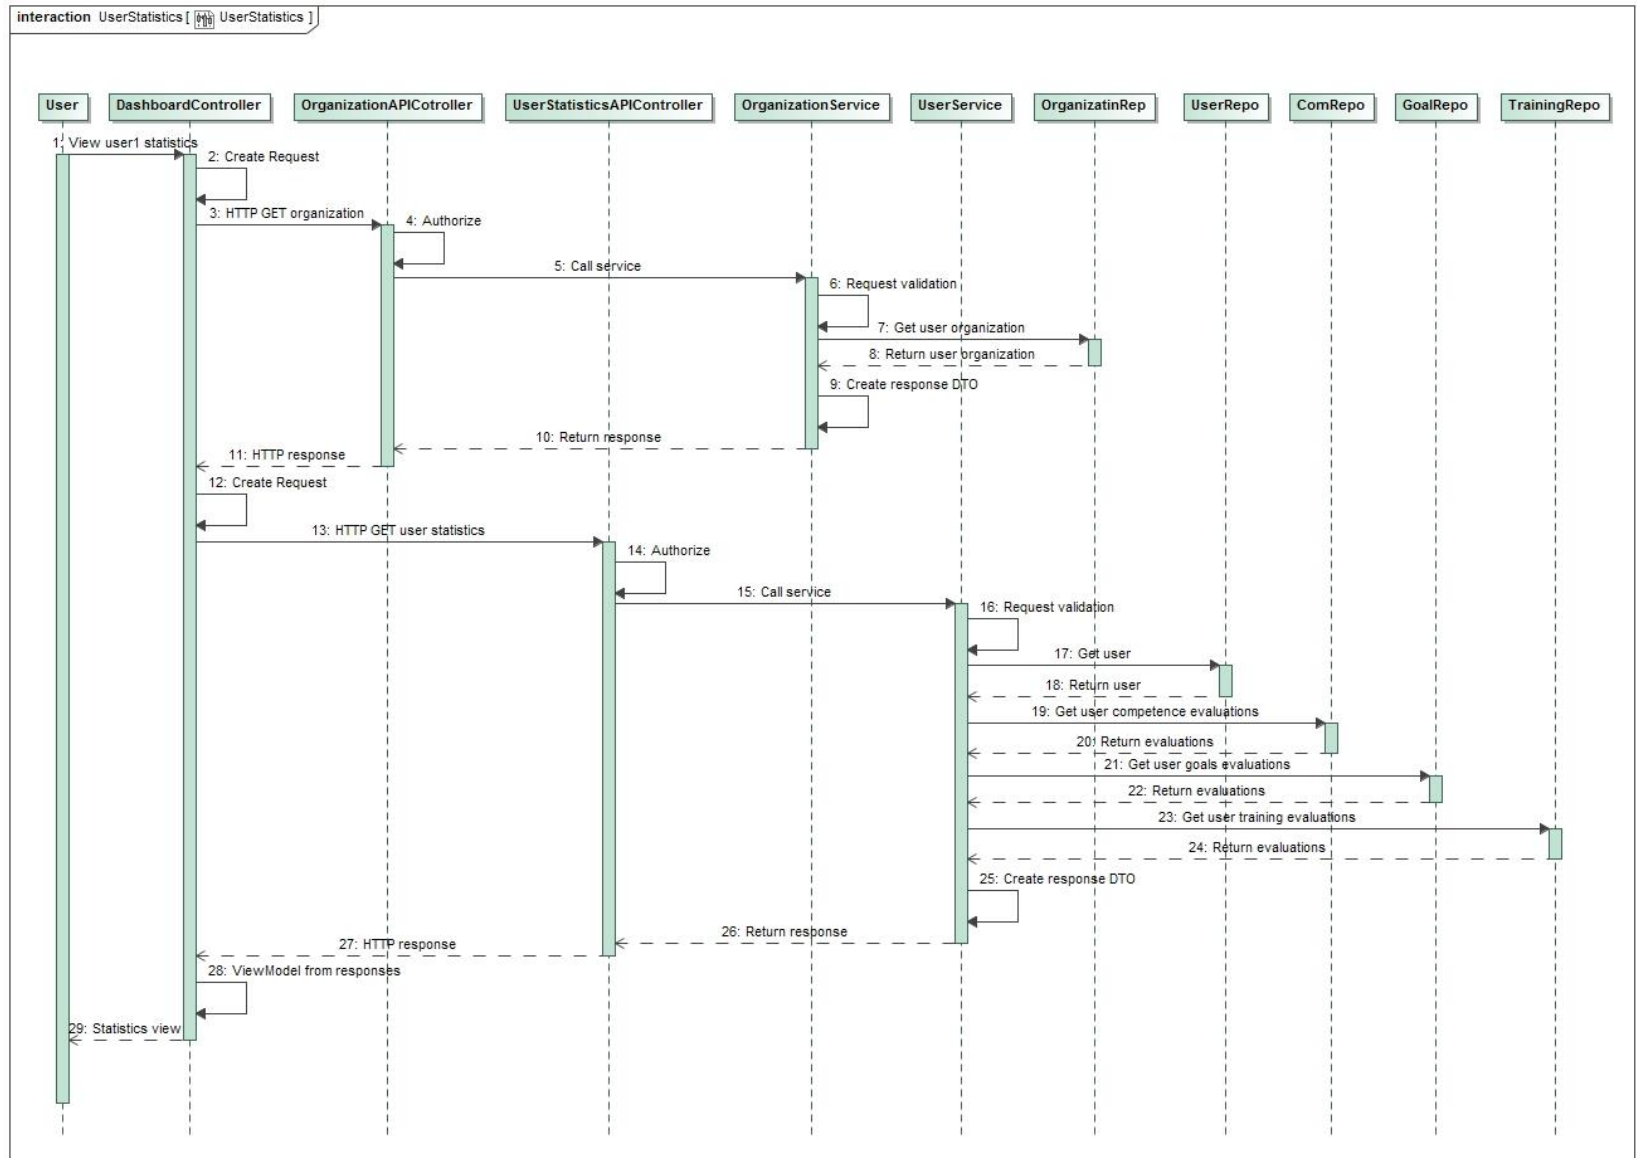 interaction UserStatistics [ UserStatistics ]
User DashboardController OrganizationAPICotroller UserStatisticsAPIController OrganizationService UserService OrganizatinRep UserRepo ComRepo GoalRepo TrainingRepo
1: View user1 statistics
2: Create Request
3: HTTP GET organization
4: Authorize
5: Call service
6: Request validation
7: Get user organization
8: Return user organization
9: Create response DTO
10: Return response
11: HTTP response
12: Create Request
13: HTTP GET user statistics
14: Authorize
15: Call service
16: Request validation
17: Get user
18: Return user
19: Get user competence evaluations
20: Return evaluations
21: Get user goals evaluations
22: Return evaluations
23: Get user training evaluations
24: Return evaluations
25: Create response DTO
26: Return response
27: HTTP response
28: ViewModel from responses
29: Statistics view